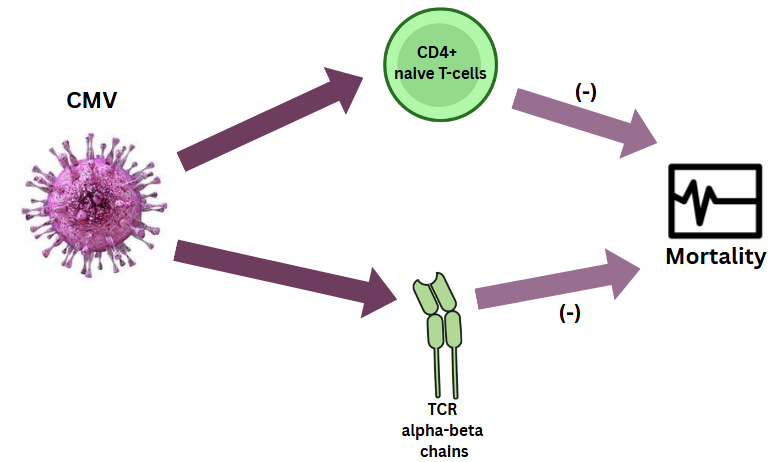 CMV
CD4+
naive T-cells
(-)
Mortality
(-)
TCR
alpha-beta
chains